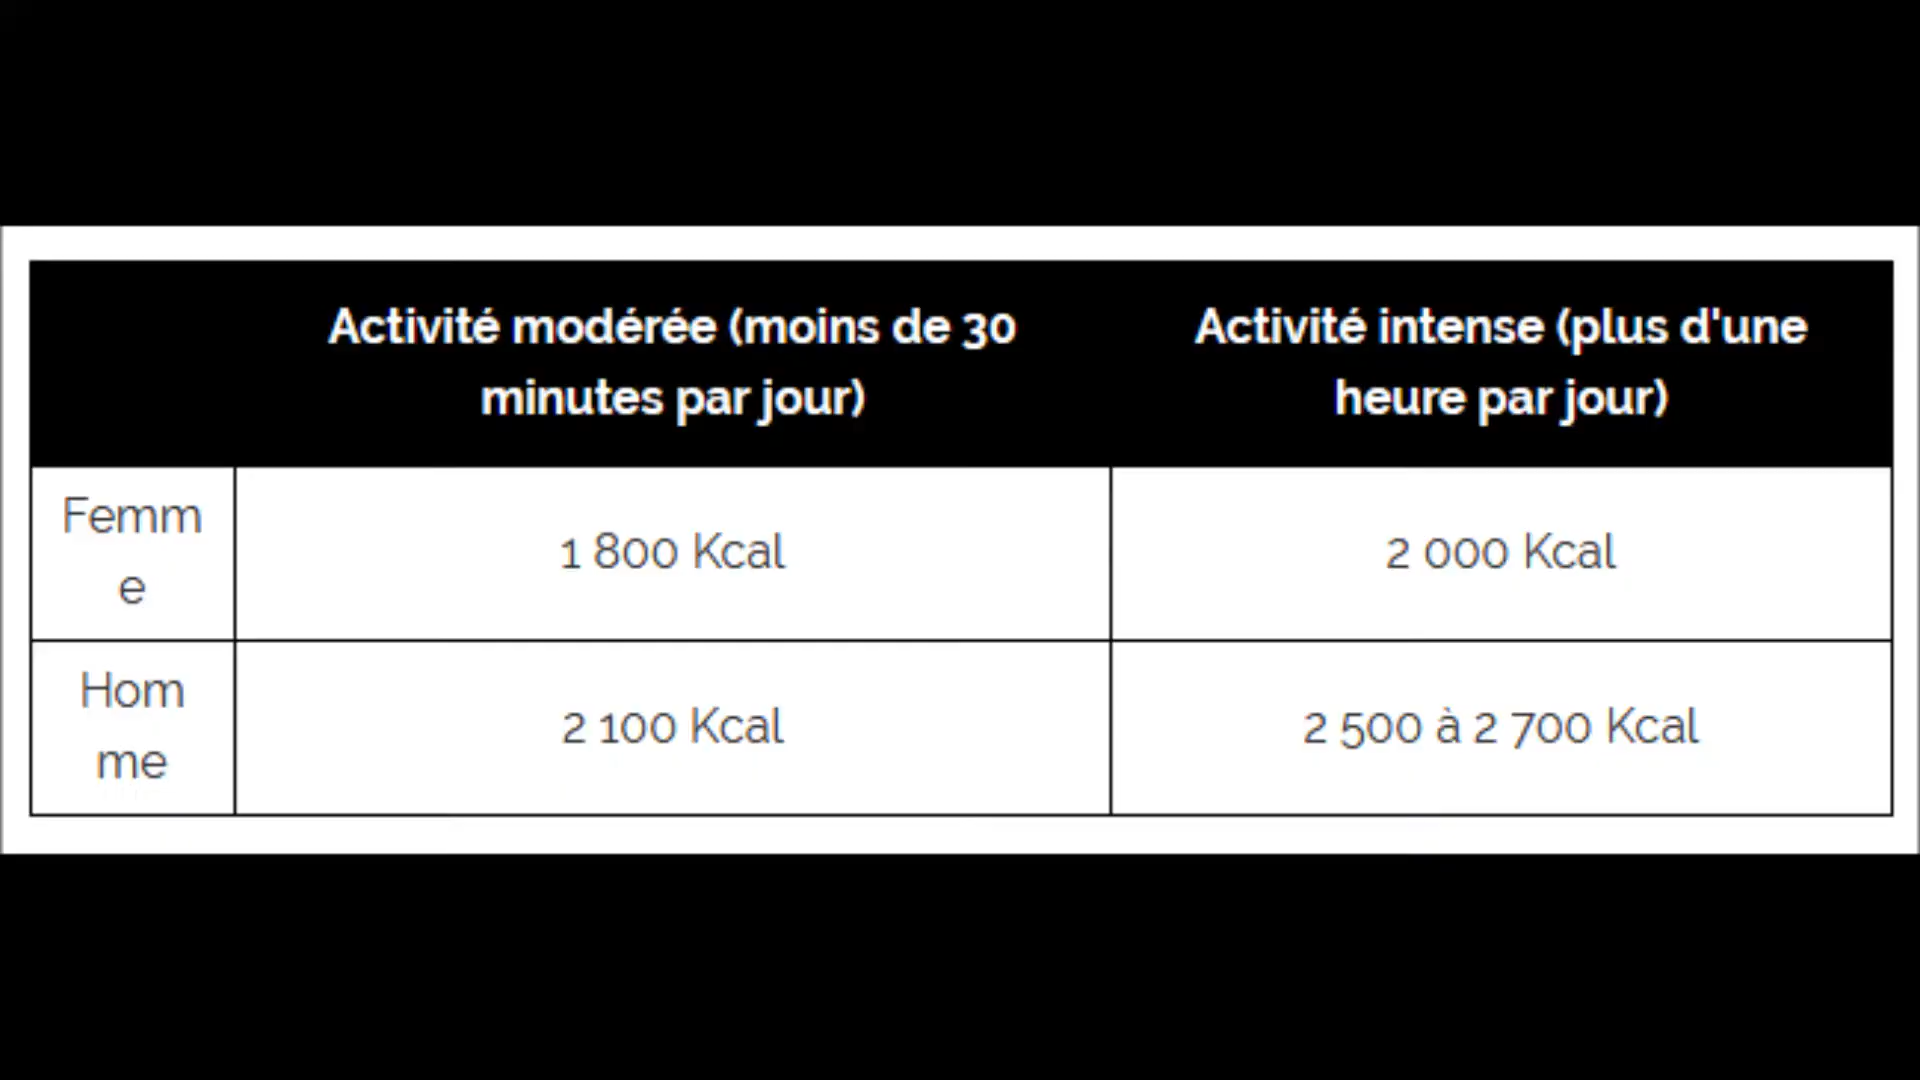 Activité modérée (moins de 30
minutes par jour)
Activité intense (plus d'une
heure par jour)
Femm
e
1 800 Kcal
2 000 Kcal
Hom
me
2 100 Kcal
2 500 à 2 700 Kcal